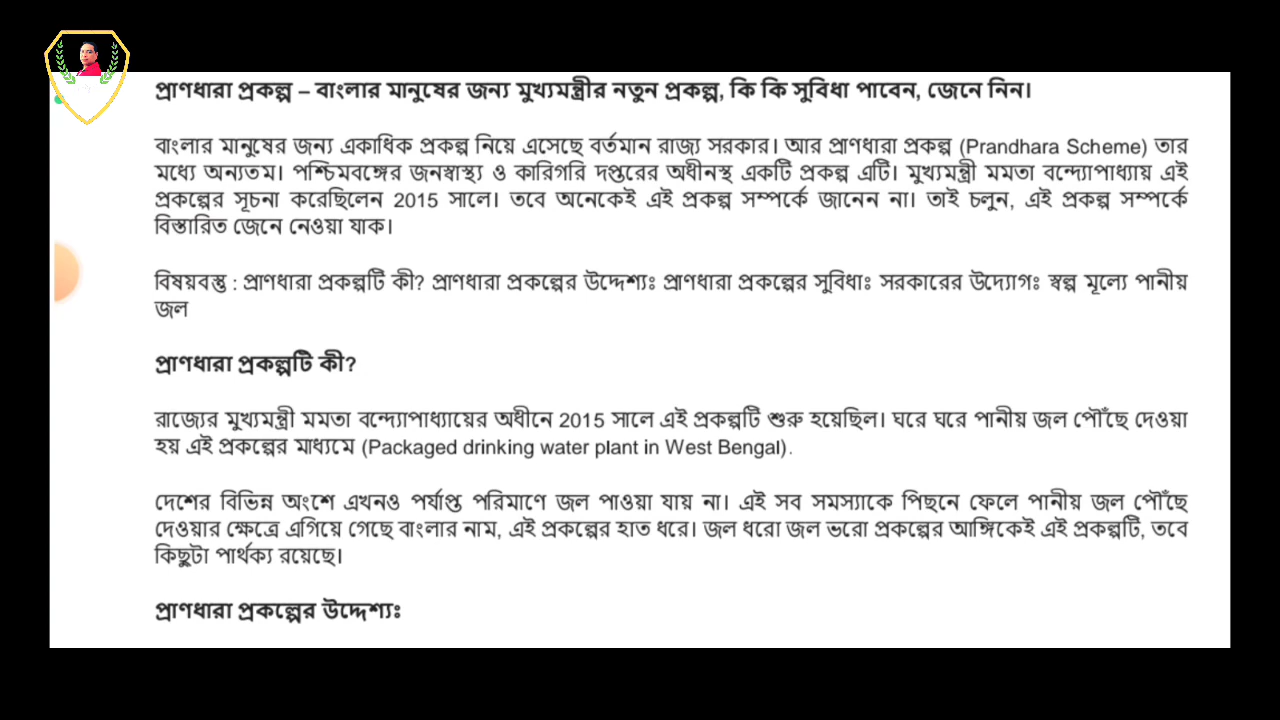 প্রাণধারা প্রকল্প – বাংলার মানুষের জন্য মুখ্যমন্ত্রীর নতুন প্রকল্প, কি কি সুবিধা পাবেন, জেনে নিন।
বাংলার মানুষের জন্য একাধিক প্রকল্প নিয়ে এসেছে বর্তমান রাজ্য সরকার। আর প্রাণধারা প্রকল্প (Prandhara Scheme) তার
মধ্যে অন্যতম। পশ্চিমবঙ্গের জনস্বাস্থ্য ও কারিগরি দপ্তরের অধীনস্থ একটি প্রকল্প এটি। মুখ্যমন্ত্রী মমতা বন্দ্যোপাধ্যায় এই
প্রকল্পের সূচনা করেছিলেন 2015 সালে। তবে অনেকেই এই প্রকল্প সম্পর্কে জানেন না। তাই চলুন, এই প্রকল্প সম্পর্কে
বিস্তারিত জেনে নেওয়া যাক।
বিষয়বস্তু : প্রাণধারা প্রকল্পটি কী? প্রাণধারা প্রকল্পের উদ্দেশ্যঃ প্রাণধারা প্রকল্পের সুবিধাঃ সরকারের উদ্যোগঃ স্বল্প মূল্যে পানীয়
জল
প্রাণধারা প্রকল্পটি কী?
রাজ্যের মুখ্যমন্ত্রী মমতা বন্দ্যোপাধ্যায়ের অধীনে 2015 সালে এই প্রকল্পটি শুরু হয়েছিল। ঘরে ঘরে পানীয় জল পৌঁছে দেওয়া
হয় এই প্রকল্পের মাধ্যমে (Packaged drinking water plant in West Bengal).
দেশের বিভিন্ন অংশে এখনও পর্যাপ্ত পরিমাণে জল পাওয়া যায় না। এই সব সমস্যাকে পিছনে ফেলে পানীয় জল পৌঁছে
দেওয়ার ক্ষেত্রে এগিয়ে গেছে বাংলার নাম, এই প্রকল্পের হাত ধরে। জল ধরো জল ভরো প্রকল্পের আঙ্গিকেই এই প্রকল্পটি, তবে
কিছুটা পার্থক্য রয়েছে।
প্রাণধারা প্রকল্পের উদ্দেশ্যঃ